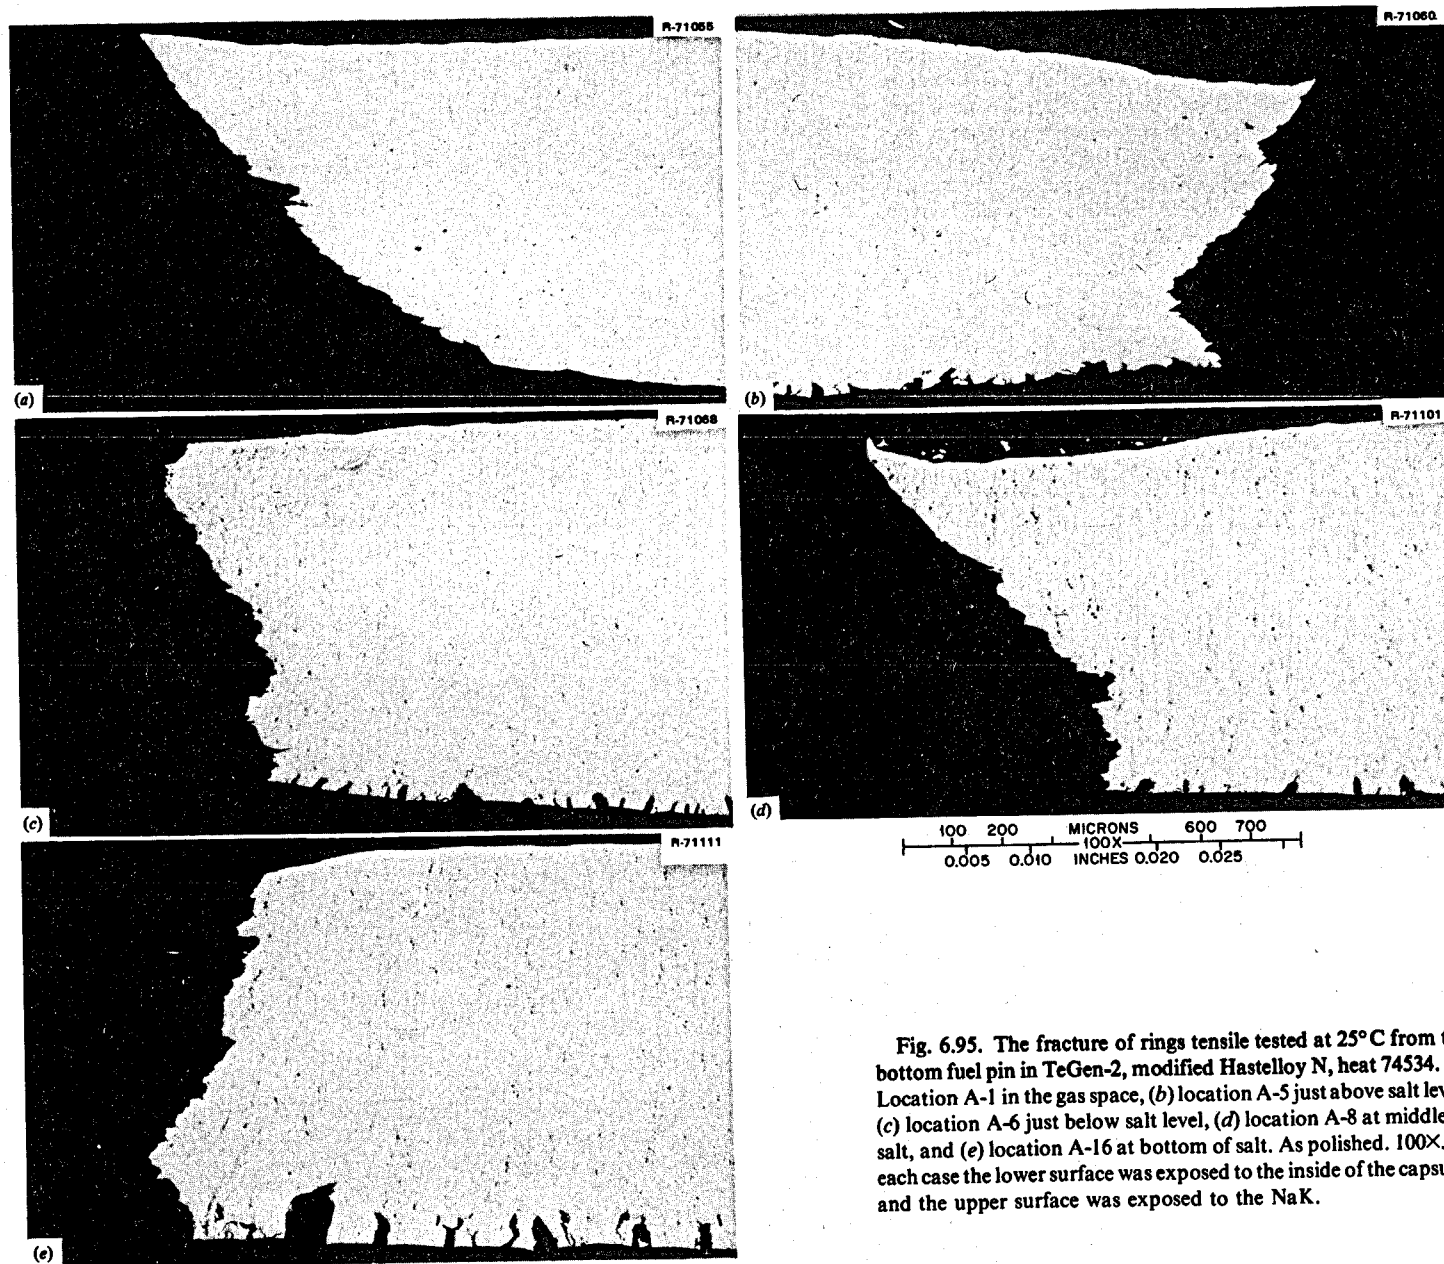 R-71055
R-71060
(a)
(b)
R-71068
R-71101
(c)
(d)
100 200 MICRONS 600 700
100X
0.005 0.010 INCHES 0.020 0.025
R-71111
(e)
Fig. 6.95. The fracture of rings tensile tested at 25°C from t
bottom fuel pin in TeGen-2, modified Hastelloy N, heat 74534.
Location A-1 in the gas space, (b) location A-5 just above salt lev
(c) location A-6 just below salt level, (d) location A-8 at middle
salt, and (e) location A-16 at bottom of salt. As polished. 100×.
each case the lower surface was exposed to the inside of the capsu
and the upper surface was exposed to the NaK.